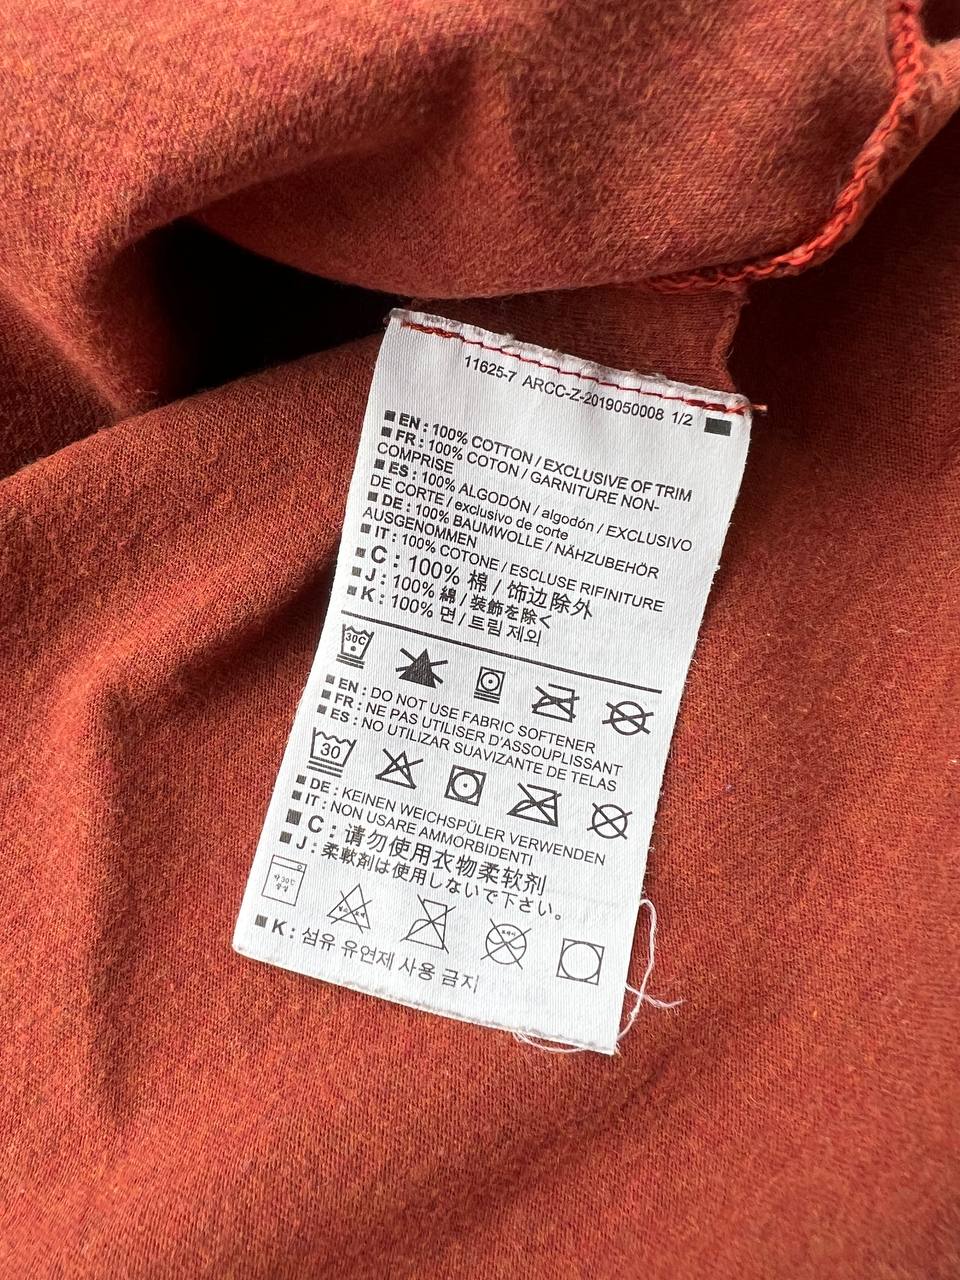 11625-7 ARCC-Z-2019050008 1/2
EN : 100% COTTON / EXCLUSIVE OF TRIM
FR : 100% COTON / GARNITURE NON-
COMPRISE
ES : 100% ALGODÓN / algodón / EXCLUSIVO
DE CORTE / exclusivo de corte
DE : 100% BAUMWOLLE / NÄHZUBEHÖR
AUSGENOMMEN
IT : 100% COTONE / ESCLUSE RIFINITURE
C : 100% 棉 / 饰边除外
J : 100% 綿 / 装飾を除く
K : 100% 면 / 트림 제외
30C
EN : DO NOT USE FABRIC SOFTENER
FR : NE PAS UTILISER D'ASSOUPLISSANT
ES : NO UTILIZAR SUAVIZANTE DE TELAS
30
DE : KEINEN WEICHSPÜLER VERWENDEN
IT : NON USARE AMMORBIDENTI
C : 请勿使用衣物柔软剂
J : 柔軟剤は使用しないで下さい。
K : 섬유 유연제 사용 금지